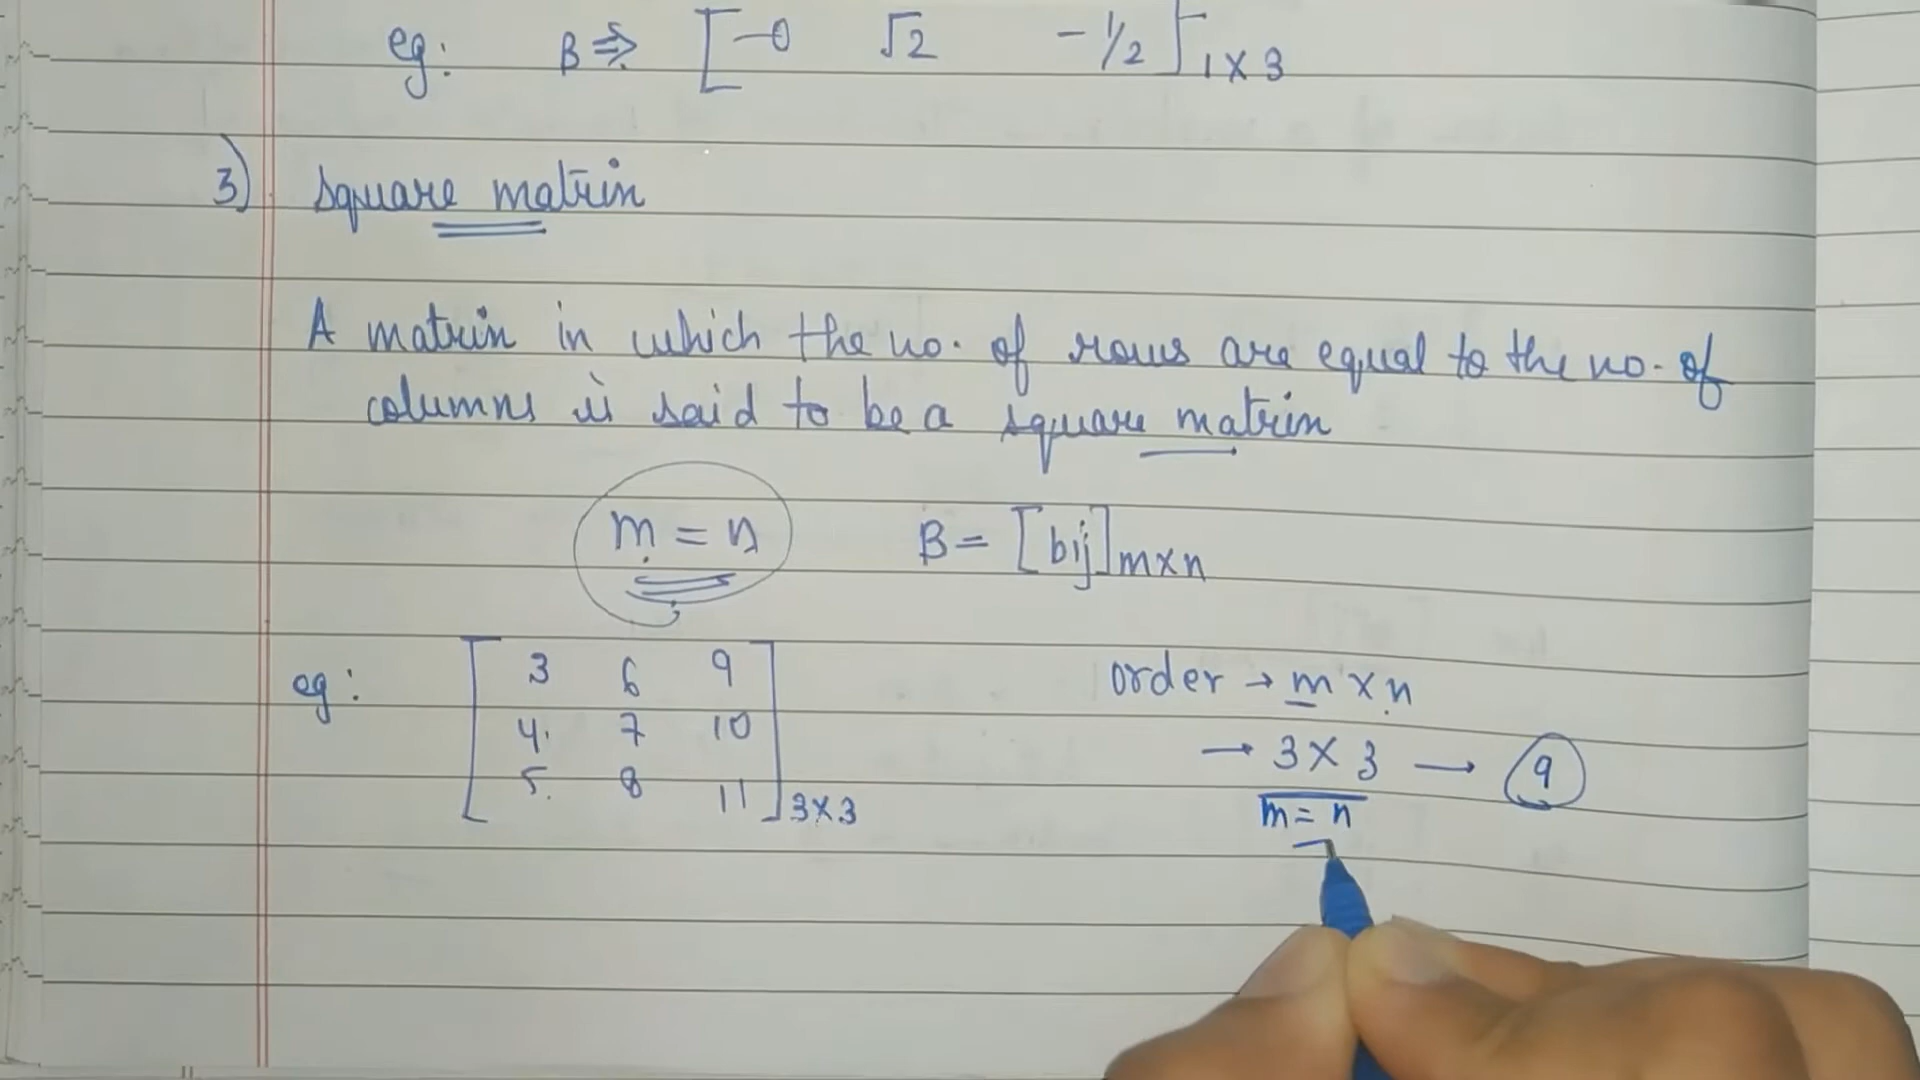 eg: B ⇒ [ -0 √2 -1/2 ] 1×3
3) Square matrix
A matrix in which the no. of rows are equal to the no. of
columns is said to be a square matrix
m = n B = [bij] m×n
eg: [ 3 6 9 order → m × n
4 7 10 → 3 × 3 → 9
5 8 11 ] 3×3 m = n